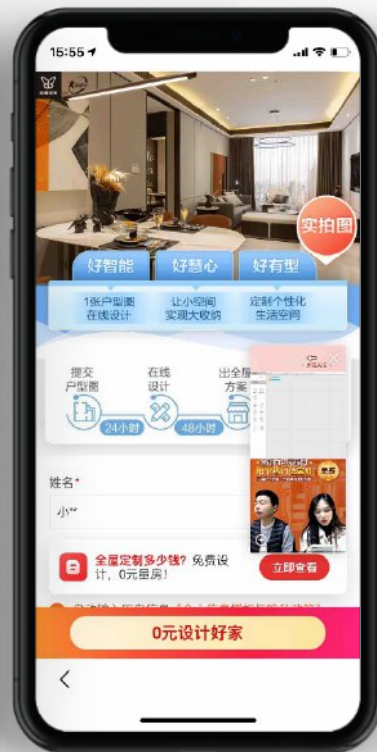 15:55
实拍图
好智能
好慧心
好有型
1张户型图
在线设计
让小空间
实现大收纳
定制个性化
生活空间
提交
户型图
在线
设计
出全屋
方案
24小时
48小时
姓名*
小**
全屋定制多少钱？免费设
计，0元量房！
立即查看
0元设计好家